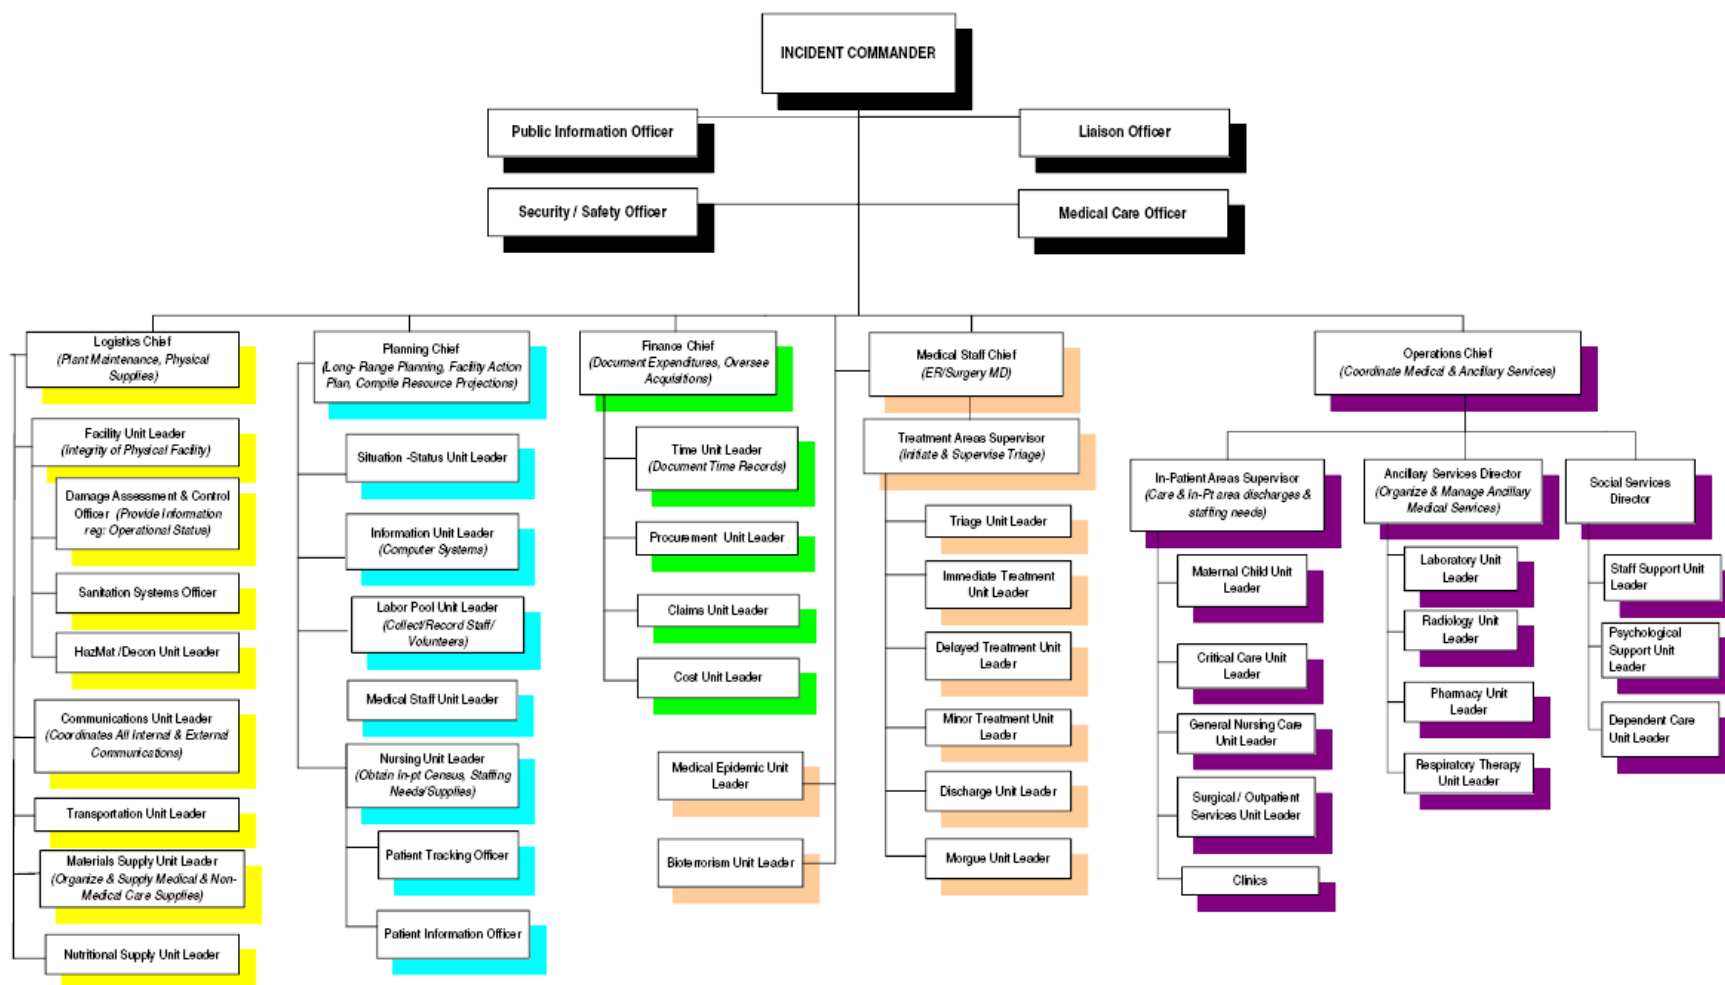 INCIDENT COMMANDER
Public Information Officer
Liaison Officer
Security / Safety Officer
Medical Care Officer
Logistics Chief
(Plant Maintenance, Physical
Supplies)
Facility Unit Leader
(Integrity of Physical Facility)
Damage Assessment & Control
Officer (Provide Information
reg: Operational Status)
Sanitation Systems Officer
HazMat /Decon Unit Leader
Communications Unit Leader
(Coordinates All Internal & External
Communications)
Transportation Unit Leader
Materials Supply Unit Leader
(Organize & Supply Medical & Non-
Medical Care Supplies)
Nutritional Supply Unit Leader
Planning Chief
(Long- Range Planning, Facility Action
Plan, Compile Resource Projections)
Situation -Status Unit Leader
Information Unit Leader
(Computer Systems)
Labor Pool Unit Leader
(Collect/Record Staff/
Volunteers)
Medical Staff Unit Leader
Nursing Unit Leader
(Obtain In-pt Census, Staffing
Needs/Supplies)
Patient Tracking Officer
Patient Information Officer
Finance Chief
(Document Expenditures, Oversee
Acquisitions)
Time Unit Leader
(Document Time Records)
Procurement Unit Leader
Claims Unit Leader
Cost Unit Leader
Medical Epidemic Unit
Leader
Bioterrorism Unit Leader
Medical Staff Chief
(ER/Surgery MD)
Treatment Areas Supervisor
(Initiate & Supervise Triage)
Triage Unit Leader
Immediate Treatment
Unit Leader
Delayed Treatment Unit
Leader
Minor Treatment Unit
Leader
Discharge Unit Leader
Morgue Unit Leader
Operations Chief
(Coordinate Medical & Ancillary Services)
In-Patient Areas Supervisor
(Care & In-Pt area discharges &
staffing needs)
Maternal Child Unit
Leader
Critical Care Unit
Leader
General Nursing Care
Unit Leader
Surgical / Outpatient
Services Unit Leader
Clinics
Ancillary Services Director
(Organize & Manage Ancillary
Medical Services)
Laboratory Unit
Leader
Radiology Unit
Leader
Pharmacy Unit
Leader
Respiratory Therapy
Unit Leader
Social Services
Director
Staff Support Unit
Leader
Psychological
Support Unit
Leader
Dependent Care
Unit Leader